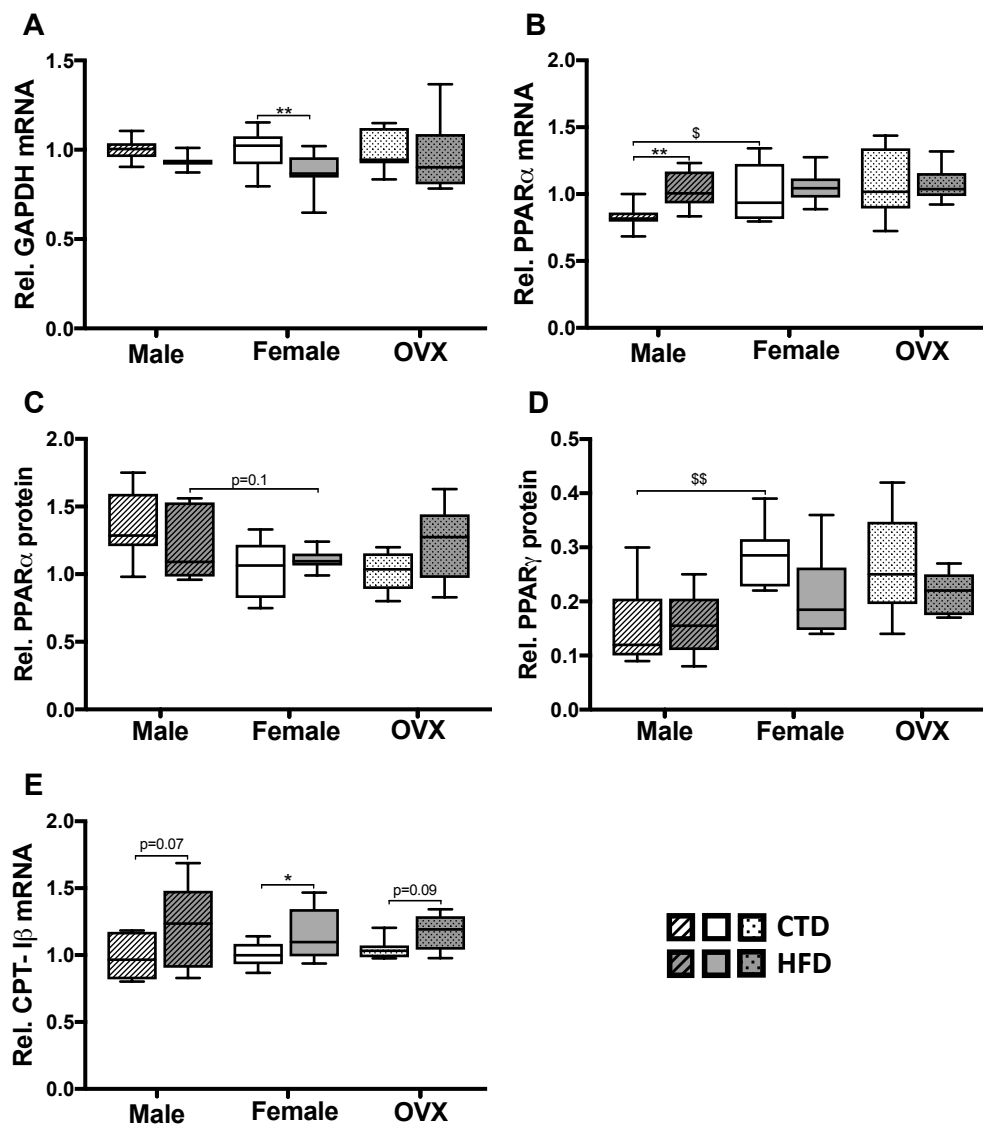 A
Rel. GAPDH mRNA
1.5
1.0
0.5
0.0
**
Male
Female
OVX
B
Rel. PPARα mRNA
2.0
1.5
1.0
0.5
0.0
$
**
Male
Female
OVX
C
Rel. PPARα protein
2.0
1.5
1.0
0.5
0.0
p=0.1
Male
Female
OVX
D
Rel. PPARγ protein
0.5
0.4
0.3
0.2
0.1
0.0
$$
Male
Female
OVX
E
Rel. CPT- Iβ mRNA
2.0
1.5
1.0
0.5
0.0
p=0.07
*
p=0.09
Male
Female
OVX
CTD
HFD